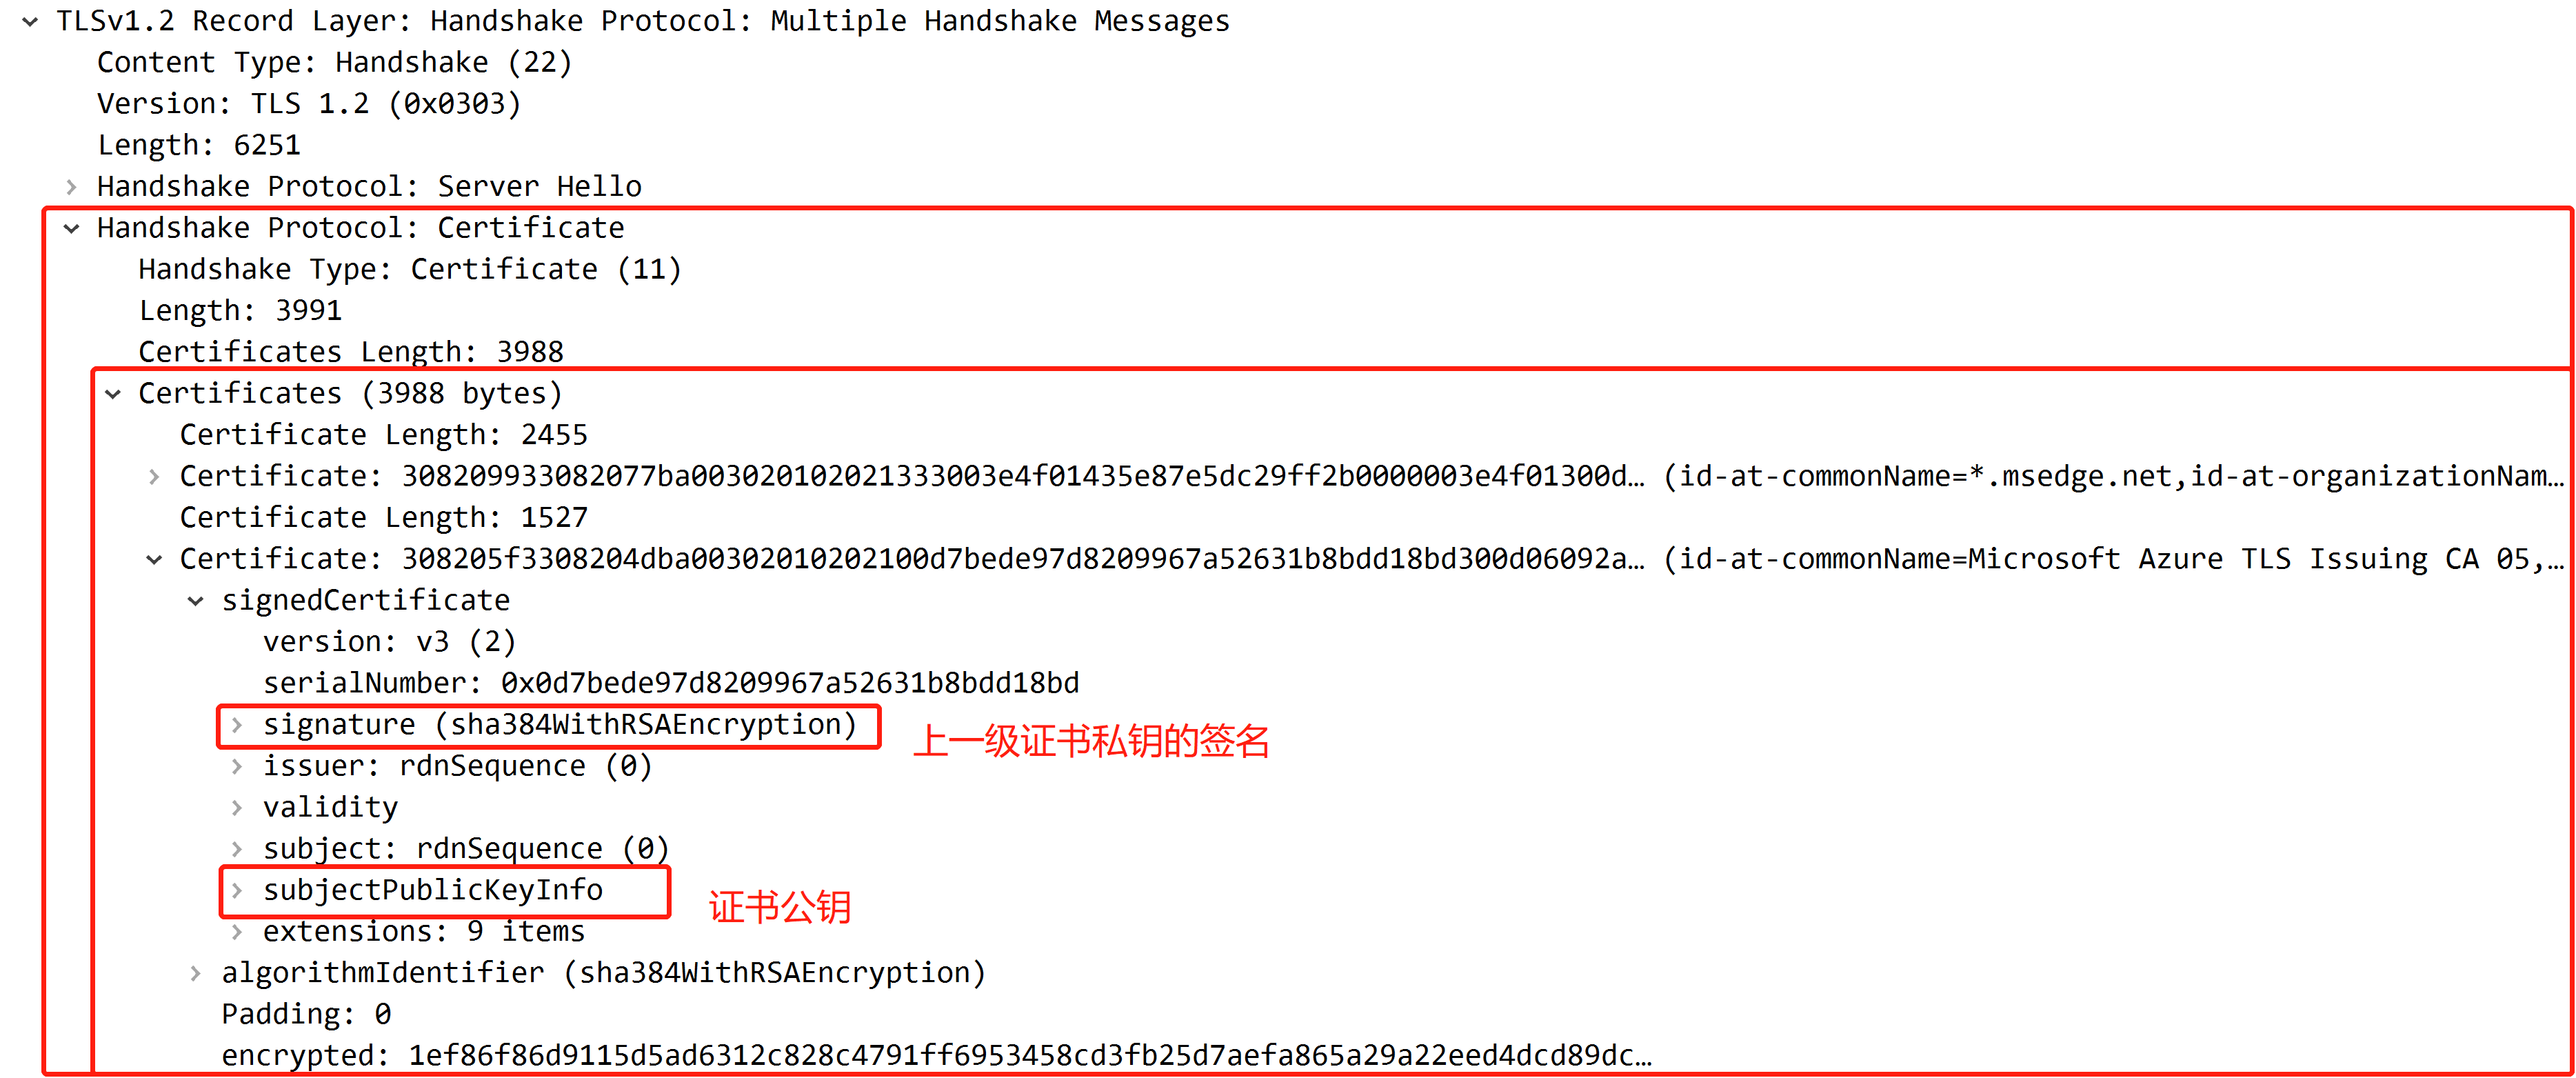 TLSv1.2 Record Layer: Handshake Protocol: Multiple Handshake Messages
Content Type: Handshake (22)
Version: TLS 1.2 (0x0303)
Length: 6251
Handshake Protocol: Server Hello
Handshake Protocol: Certificate
Handshake Type: Certificate (11)
Length: 3991
Certificates Length: 3988
Certificates (3988 bytes)
Certificate Length: 2455
Certificate: 308209933082077ba003020102021333003e4f01435e87e5dc29ff2b0000003e4f01300d… (id-at-commonName=*.msedge.net,id-at-organizationNam…
Certificate Length: 1527
Certificate: 308205f3308204dba00302010202100d7bede97d8209967a52631b8bdd18bd300d06092a… (id-at-commonName=Microsoft Azure TLS Issuing CA 05,…
signedCertificate
version: v3 (2)
serialNumber: 0x0d7bede97d8209967a52631b8bdd18bd
signature (sha384WithRSAEncryption)
上一级证书私钥的签名
issuer: rdnSequence (0)
validity
subject: rdnSequence (0)
subjectPublicKeyInfo
证书公钥
extensions: 9 items
algorithmIdentifier (sha384WithRSAEncryption)
Padding: 0
encrypted: 1ef86f86d9115d5ad6312c828c4791ff6953458cd3fb25d7aefa865a29a22eed4dcd89dc…